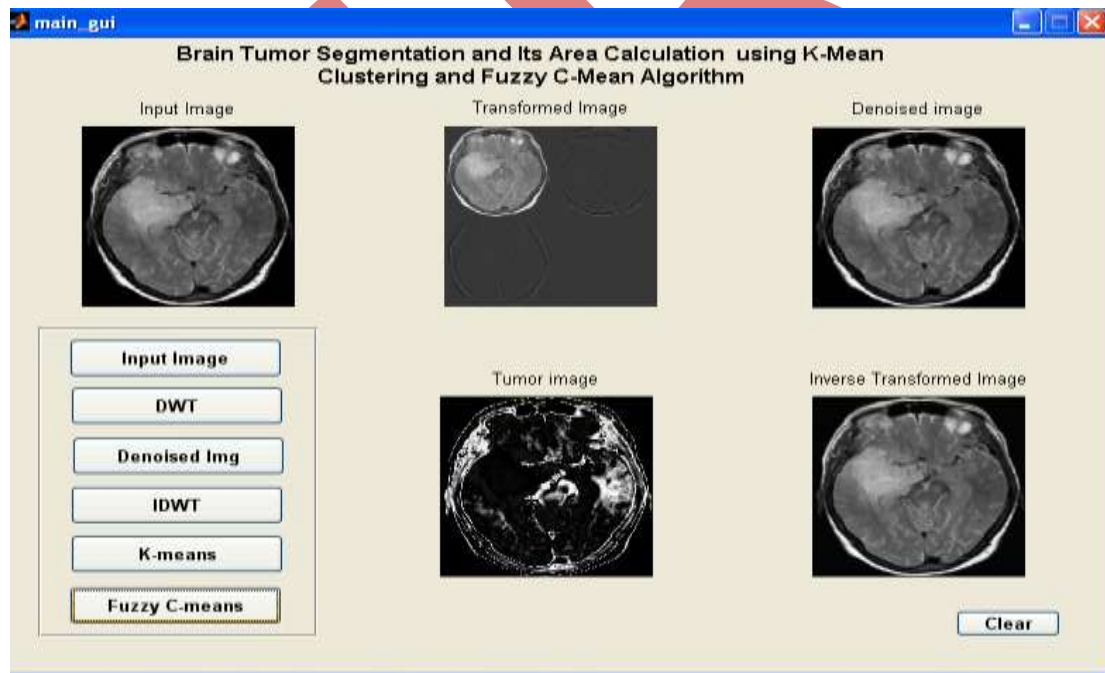 main_gui
Brain Tumor Segmentation and Its Area Calculation using K-Mean
Clustering and Fuzzy C-Mean Algorithm
Input Image
Transformed Image
Denoised image
Input Image
DWT
Denoised Img
IDWT
K-means
Fuzzy C-means
Tumor image
Inverse Transformed Image
Clear